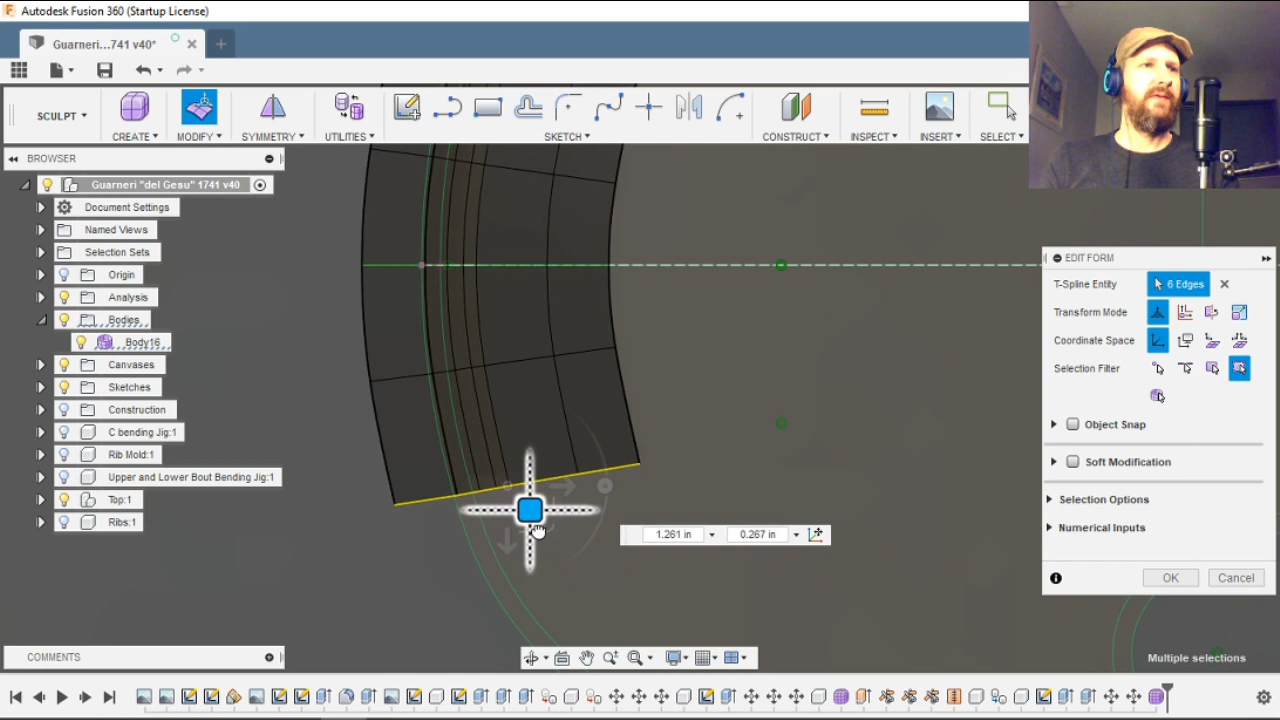 Autodesk Fusion 360 (Startup License)
Guarneri...741 v40*
SCULPT
CREATE
MODIFY
SYMMETRY
UTILITIES
SKETCH
CONSTRUCT
INSPECT
INSERT
SELECT
BROWSER
Guarneri "del Gesu" 1741 v40
Document Settings
Named Views
Selection Sets
Origin
Analysis
Bodies
Body16
Canvases
Sketches
Construction
C bending Jig:1
Rib Mold:1
Upper and Lower Bout Bending Jig:1
Top:1
Ribs:1
1.261 in
0.267 in
EDIT FORM
T-Spline Entity
6 Edges
Transform Mode
Coordinate Space
Selection Filter
Object Snap
Soft Modification
Selection Options
Numerical Inputs
OK
Cancel
COMMENTS
Multiple selections